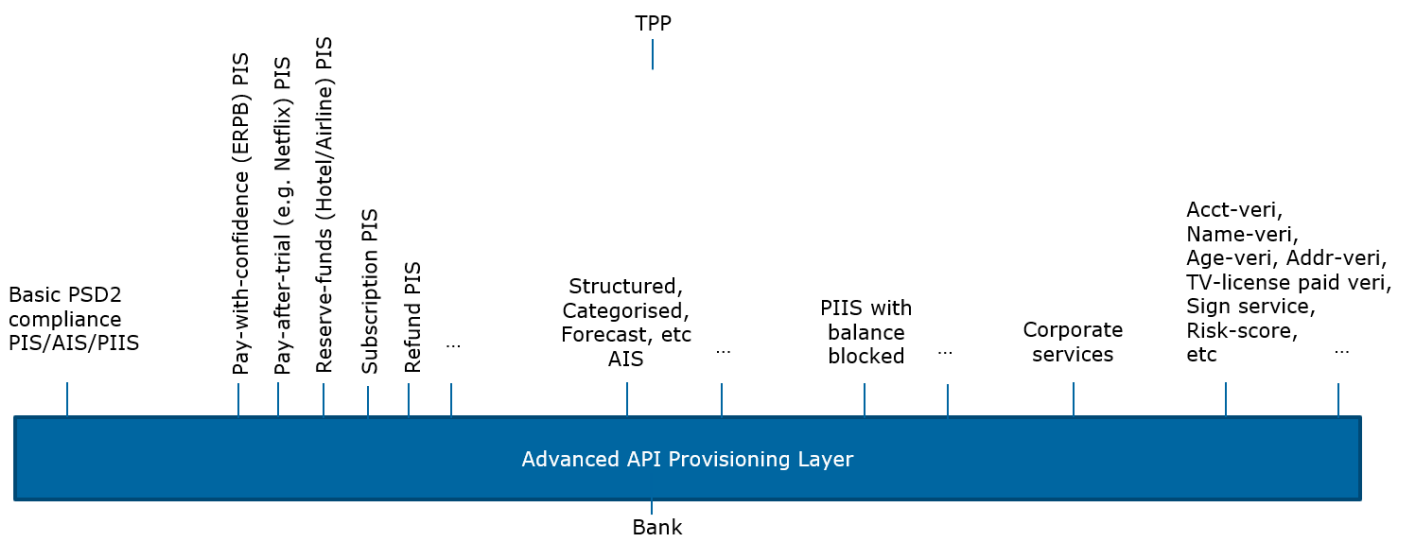 TPP
Basic PSD2
compliance
PIS/AIS/PIIS
Pay-with-confidence (ERPB) PIS
Pay-after-trial (e.g. Netflix) PIS
Reserve-funds (Hotel/Airline) PIS
Subscription PIS
Refund PIS
...
Structured,
Categorised,
Forecast, etc
AIS
...
PIIS with
balance
blocked
...
Corporate
services
Acct-veri,
Name-veri,
Age-veri, Addr-veri,
TV-license paid veri,
Sign service,
Risk-score,
etc
...
Advanced API Provisioning Layer
Bank